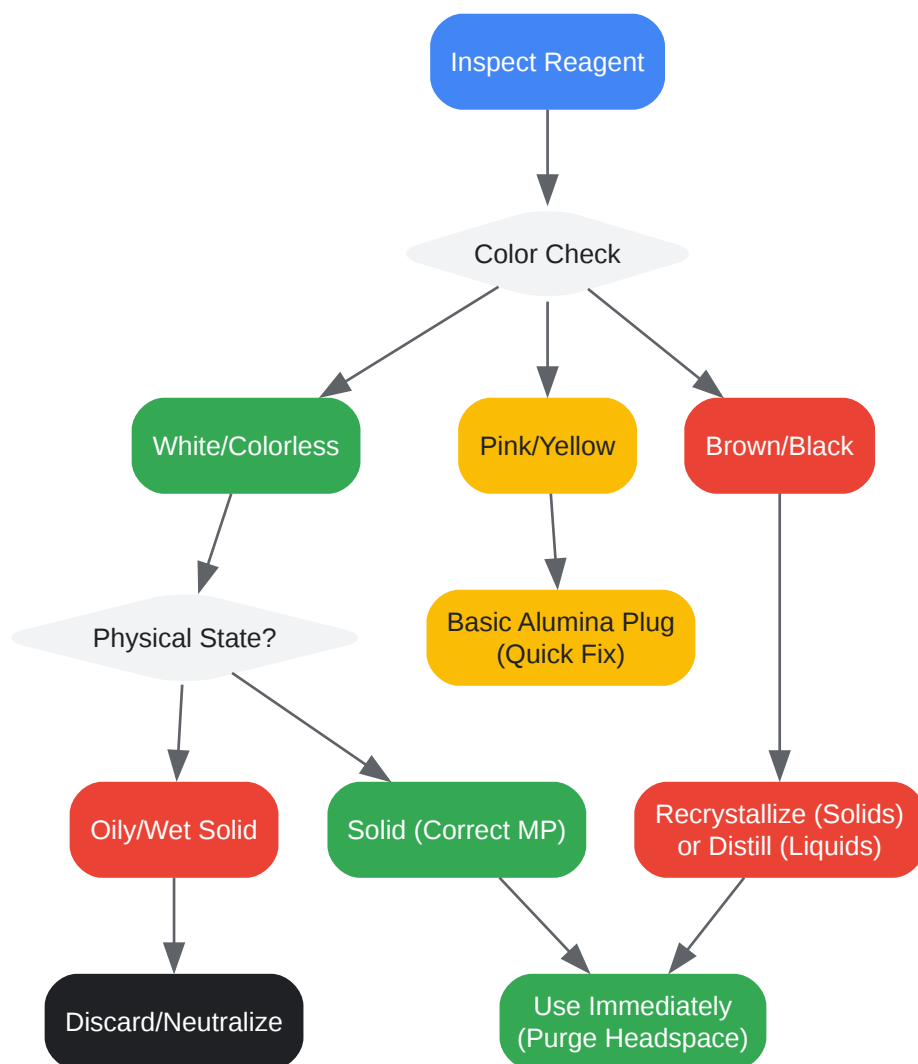 Inspect Reagent
Color Check
White/Colorless
Pink/Yellow
Brown/Black
Basic Alumina Plug
(Quick Fix)
Physical State?
Oily/Wet Solid
Solid (Correct MP)
Recrystallize (Solids)
or Distill (Liquids)
Discard/Neutralize
Use Immediately
(Purge Headspace)